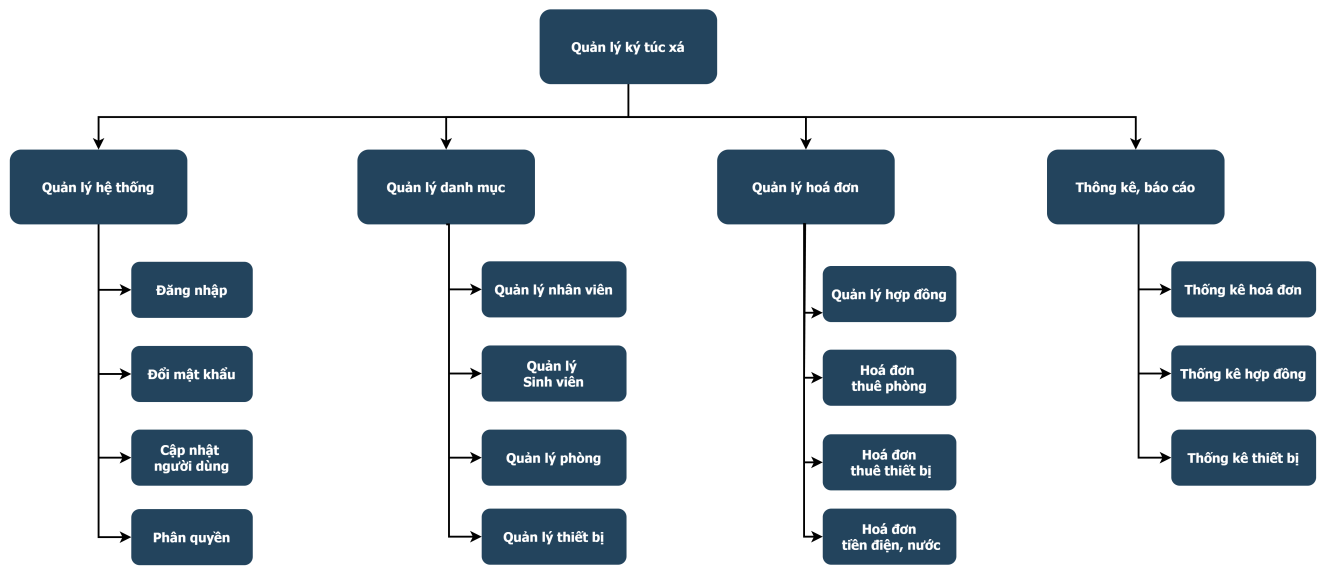 Quản lý ký túc xá
Quản lý hệ thống
Quản lý danh mục
Quản lý hoá đơn
Thông kê, báo cáo
Đăng nhập
Đổi mật khẩu
Cập nhật
người dùng
Phân quyền
Quản lý nhân viên
Quản lý
Sinh viên
Quản lý phòng
Quản lý thiết bị
Quản lý hợp đồng
Hoá đơn
thuê phòng
Hoá đơn
thuê thiết bị
Hoá đơn
tiền điện, nước
Thống kê hoá đơn
Thống kê hợp đồng
Thống kê thiết bị